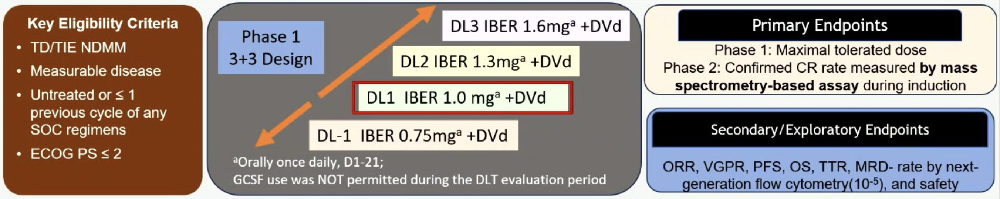 Key Eligibility Criteria
• TD/TIE NDMM
• Measurable disease
• Untreated or ≤ 1
previous cycle of any
SOC regimens
• ECOG PS ≤ 2
Phase 1
3+3 Design
DL3 IBER 1.6mgᵃ +DVd
DL2 IBER 1.3mgᵃ +DVd
DL1 IBER 1.0 mgᵃ +DVd
DL-1 IBER 0.75mgᵃ +DVd
ᵃOrally once daily, D1-21;
GCSF use was NOT permitted during the DLT evaluation period
Primary Endpoints
Phase 1: Maximal tolerated dose
Phase 2: Confirmed CR rate measured by mass
spectrometry-based assay during induction
Secondary/Exploratory Endpoints
ORR, VGPR, PFS, OS, TTR, MRD- rate by next-
generation flow cytometry(10⁻⁵), and safety